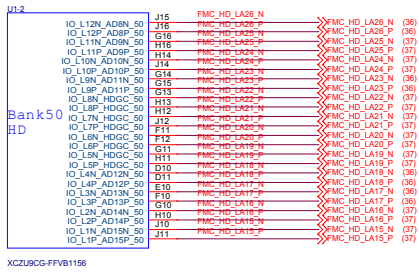 U1-2
IO_L12N_AD8N_50 J15 FMC_HD_LA26_N FMC_HD_LA26_N (36)
IO_L12P_AD8P_50 J16 FMC_HD_LA26_P FMC_HD_LA26_P (36)
IO_L11N_AD9N_50 G16 FMC_HD_LA25_N FMC_HD_LA25_N (37)
IO_L11P_AD9P_50 H16 FMC_HD_LA25_P FMC_HD_LA25_P (37)
IO_L10N_AD10N_50 H14 FMC_HD_LA24_N FMC_HD_LA24_N (37)
IO_L10P_AD10P_50 J14 FMC_HD_LA24_P FMC_HD_LA24_P (37)
IO_L9N_AD11N_50 G14 FMC_HD_LA23_N FMC_HD_LA23_N (36)
IO_L9P_AD11P_50 G15 FMC_HD_LA23_P FMC_HD_LA23_P (36)
IO_L8N_HDGC_50 G13 FMC_HD_LA22_N FMC_HD_LA22_N (37)
Bank50 IO_L8P_HDGC_50 H13 FMC_HD_LA22_P FMC_HD_LA22_P (37)
HD IO_L7N_HDGC_50 H12 FMC_HD_LA21_N FMC_HD_LA21_N (37)
IO_L7P_HDGC_50 J12 FMC_HD_LA21_P FMC_HD_LA21_P (37)
IO_L6N_HDGC_50 F11 FMC_HD_LA20_N FMC_HD_LA20_N (37)
IO_L6P_HDGC_50 F12 FMC_HD_LA20_P FMC_HD_LA20_P (37)
IO_L5N_HDGC_50 G11 FMC_HD_LA19_N FMC_HD_LA19_N (37)
IO_L5P_HDGC_50 H11 FMC_HD_LA19_P FMC_HD_LA19_P (37)
IO_L4N_AD12N_50 D10 FMC_HD_LA18_N FMC_HD_LA18_N (36)
IO_L4P_AD12P_50 D11 FMC_HD_LA18_P FMC_HD_LA18_P (36)
IO_L3N_AD13N_50 E10 FMC_HD_LA17_N FMC_HD_LA17_N (36)
IO_L3P_AD13P_50 F10 FMC_HD_LA17_P FMC_HD_LA17_P (36)
IO_L2N_AD14N_50 G10 FMC_HD_LA16_N FMC_HD_LA16_N (37)
IO_L2P_AD14P_50 H10 FMC_HD_LA16_P FMC_HD_LA16_P (37)
IO_L1N_AD15N_50 J10 FMC_HD_LA15_N FMC_HD_LA15_N (37)
IO_L1P_AD15P_50 J11 FMC_HD_LA15_P FMC_HD_LA15_P (37)
XCZU9CG-FFVB1156